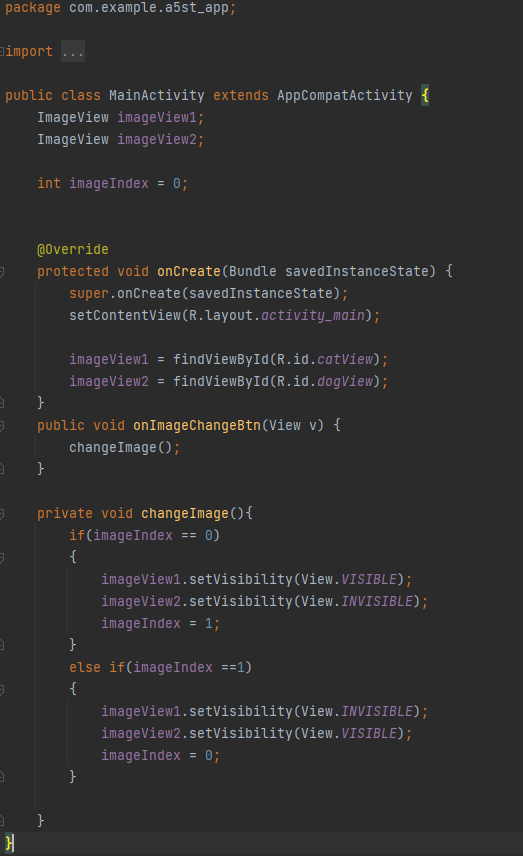 package com.example.a5st_app;
import ...
public class MainActivity extends AppCompatActivity {
    ImageView imageView1;
    ImageView imageView2;
    int imageIndex = 0;
    @Override
    protected void onCreate(Bundle savedInstanceState) {
        super.onCreate(savedInstanceState);
        setContentView(R.layout.activity_main);
        imageView1 = findViewById(R.id.catView);
        imageView2 = findViewById(R.id.dogView);
    }
    public void onImageChangeBtn(View v) {
        changeImage();
    }
    private void changeImage(){
        if(imageIndex == 0)
        {
            imageView1.setVisibility(View.VISIBLE);
            imageView2.setVisibility(View.INVISIBLE);
            imageIndex = 1;
        }
        else if(imageIndex ==1)
        {
            imageView1.setVisibility(View.INVISIBLE);
            imageView2.setVisibility(View.VISIBLE);
            imageIndex = 0;
        }
    }
}